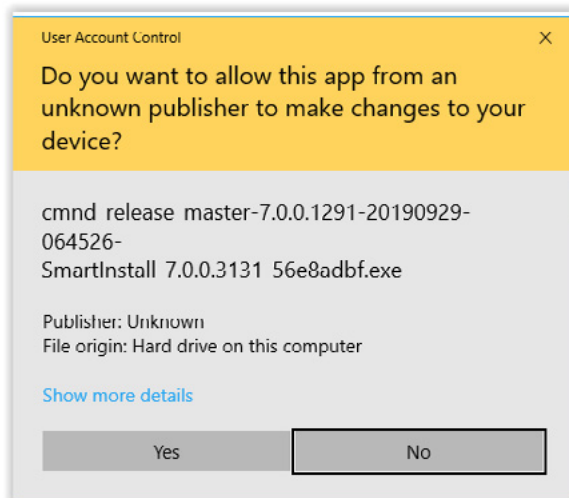 User Account Control
Do you want to allow this app from an
unknown publisher to make changes to your
device?
cmnd release master-7.0.0.1291-20190929-
064526-
SmartInstall 7.0.0.3131 56e8adbf.exe
Publisher: Unknown
File origin: Hard drive on this computer
Show more details
Yes
No